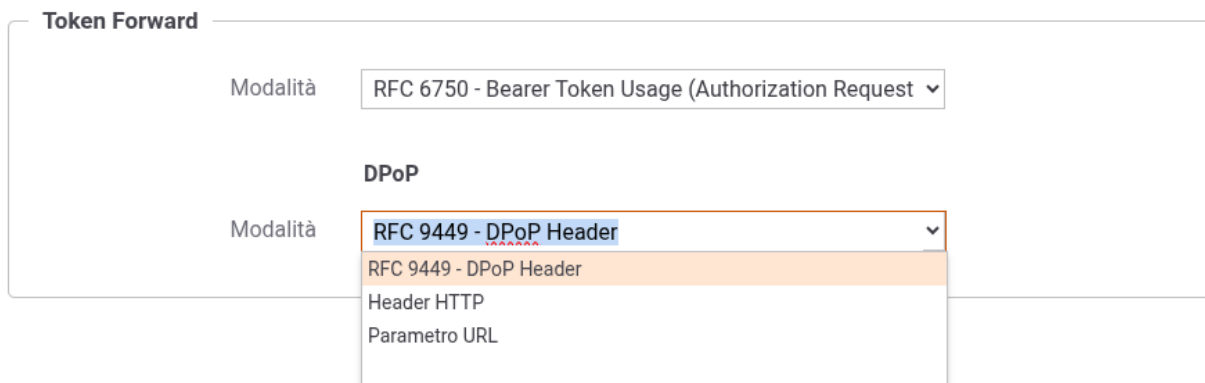 Token Forward
Modalità RFC 6750 - Bearer Token Usage (Authorization Request
DPoP
Modalità RFC 9449 - DPoP Header
RFC 9449 - DPoP Header
Header HTTP
Parametro URL